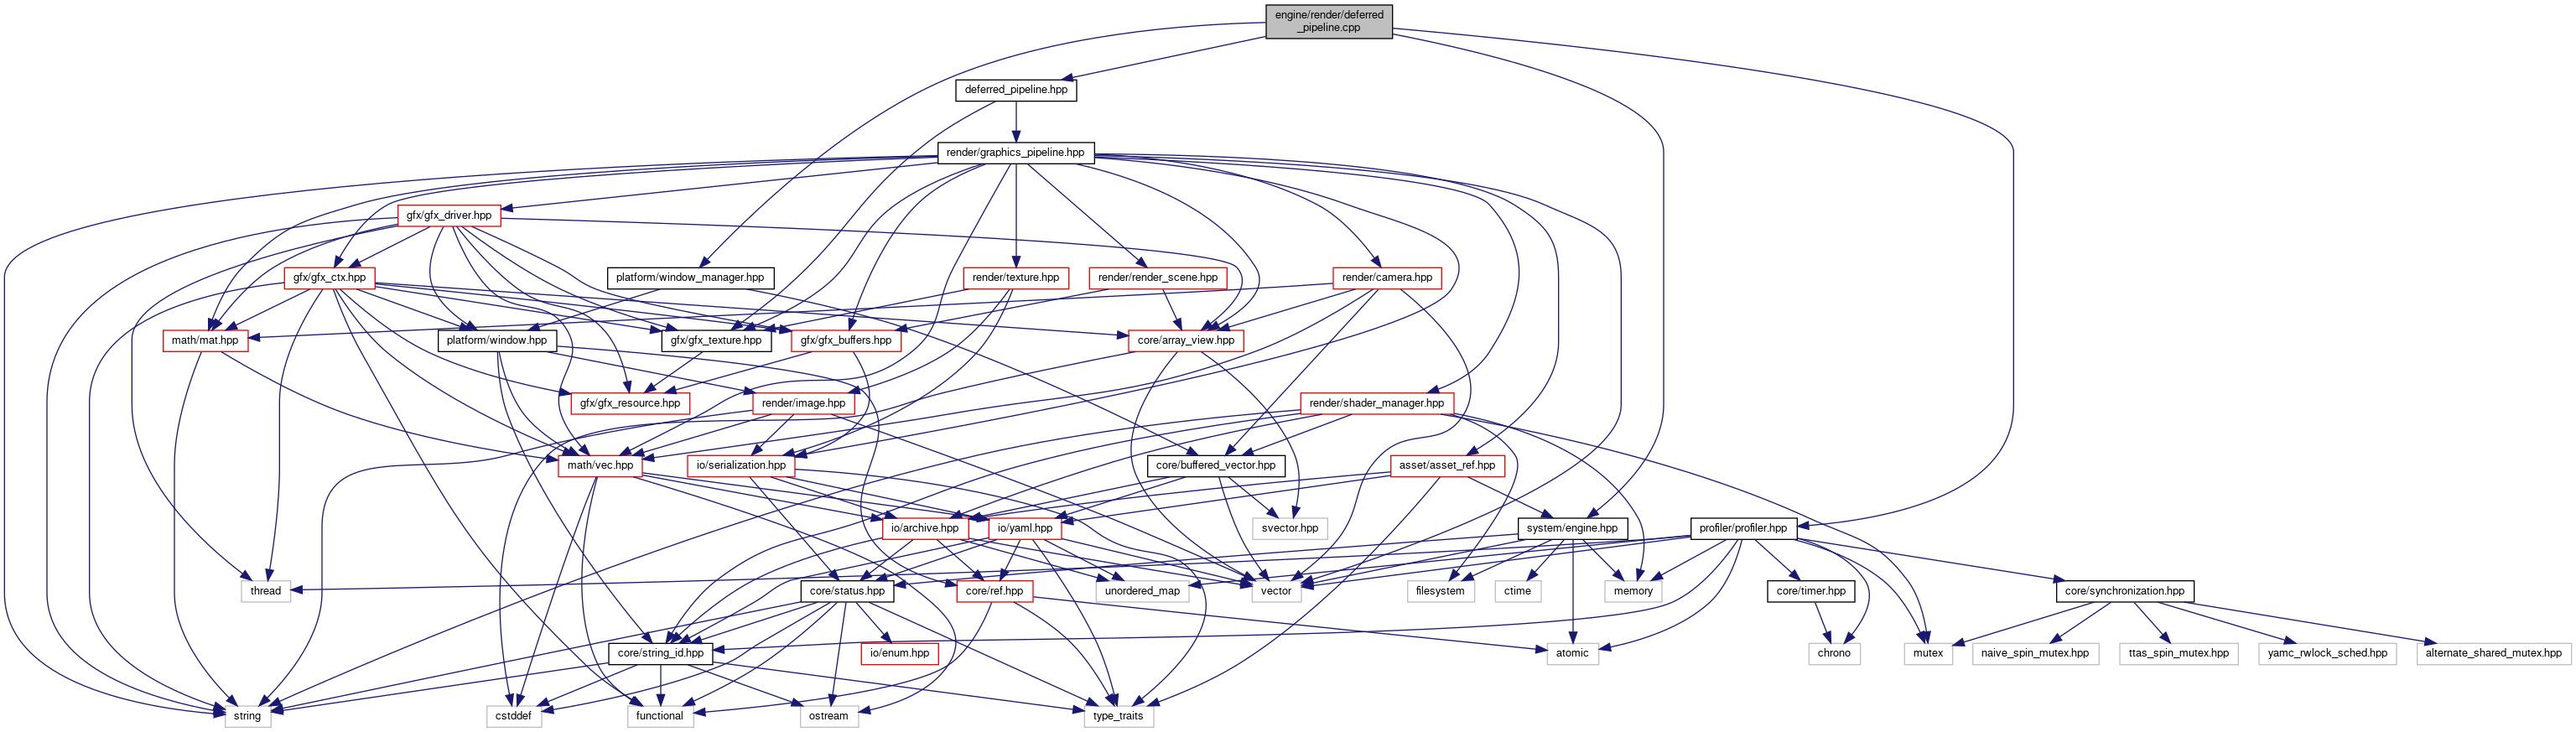 engine/render/deferred
_pipeline.cpp
deferred_pipeline.hpp
render/graphics_pipeline.hpp
gfx/gfx_driver.hpp
gfx/gfx_ctx.hpp
platform/window_manager.hpp
render/texture.hpp
render/render_scene.hpp
render/camera.hpp
math/mat.hpp
platform/window.hpp
gfx/gfx_texture.hpp
gfx/gfx_buffers.hpp
core/array_view.hpp
gfx/gfx_resource.hpp
render/image.hpp
render/shader_manager.hpp
math/vec.hpp
io/serialization.hpp
core/buffered_vector.hpp
asset/asset_ref.hpp
io/archive.hpp
io/yaml.hpp
svector.hpp
system/engine.hpp
profiler/profiler.hpp
thread
core/status.hpp
core/ref.hpp
unordered_map
vector
filesystem
ctime
memory
core/timer.hpp
core/synchronization.hpp
core/string_id.hpp
io/enum.hpp
atomic
chrono
mutex
naive_spin_mutex.hpp
ttas_spin_mutex.hpp
yamc_rwlock_sched.hpp
alternate_shared_mutex.hpp
string
cstddef
functional
ostream
type_traits